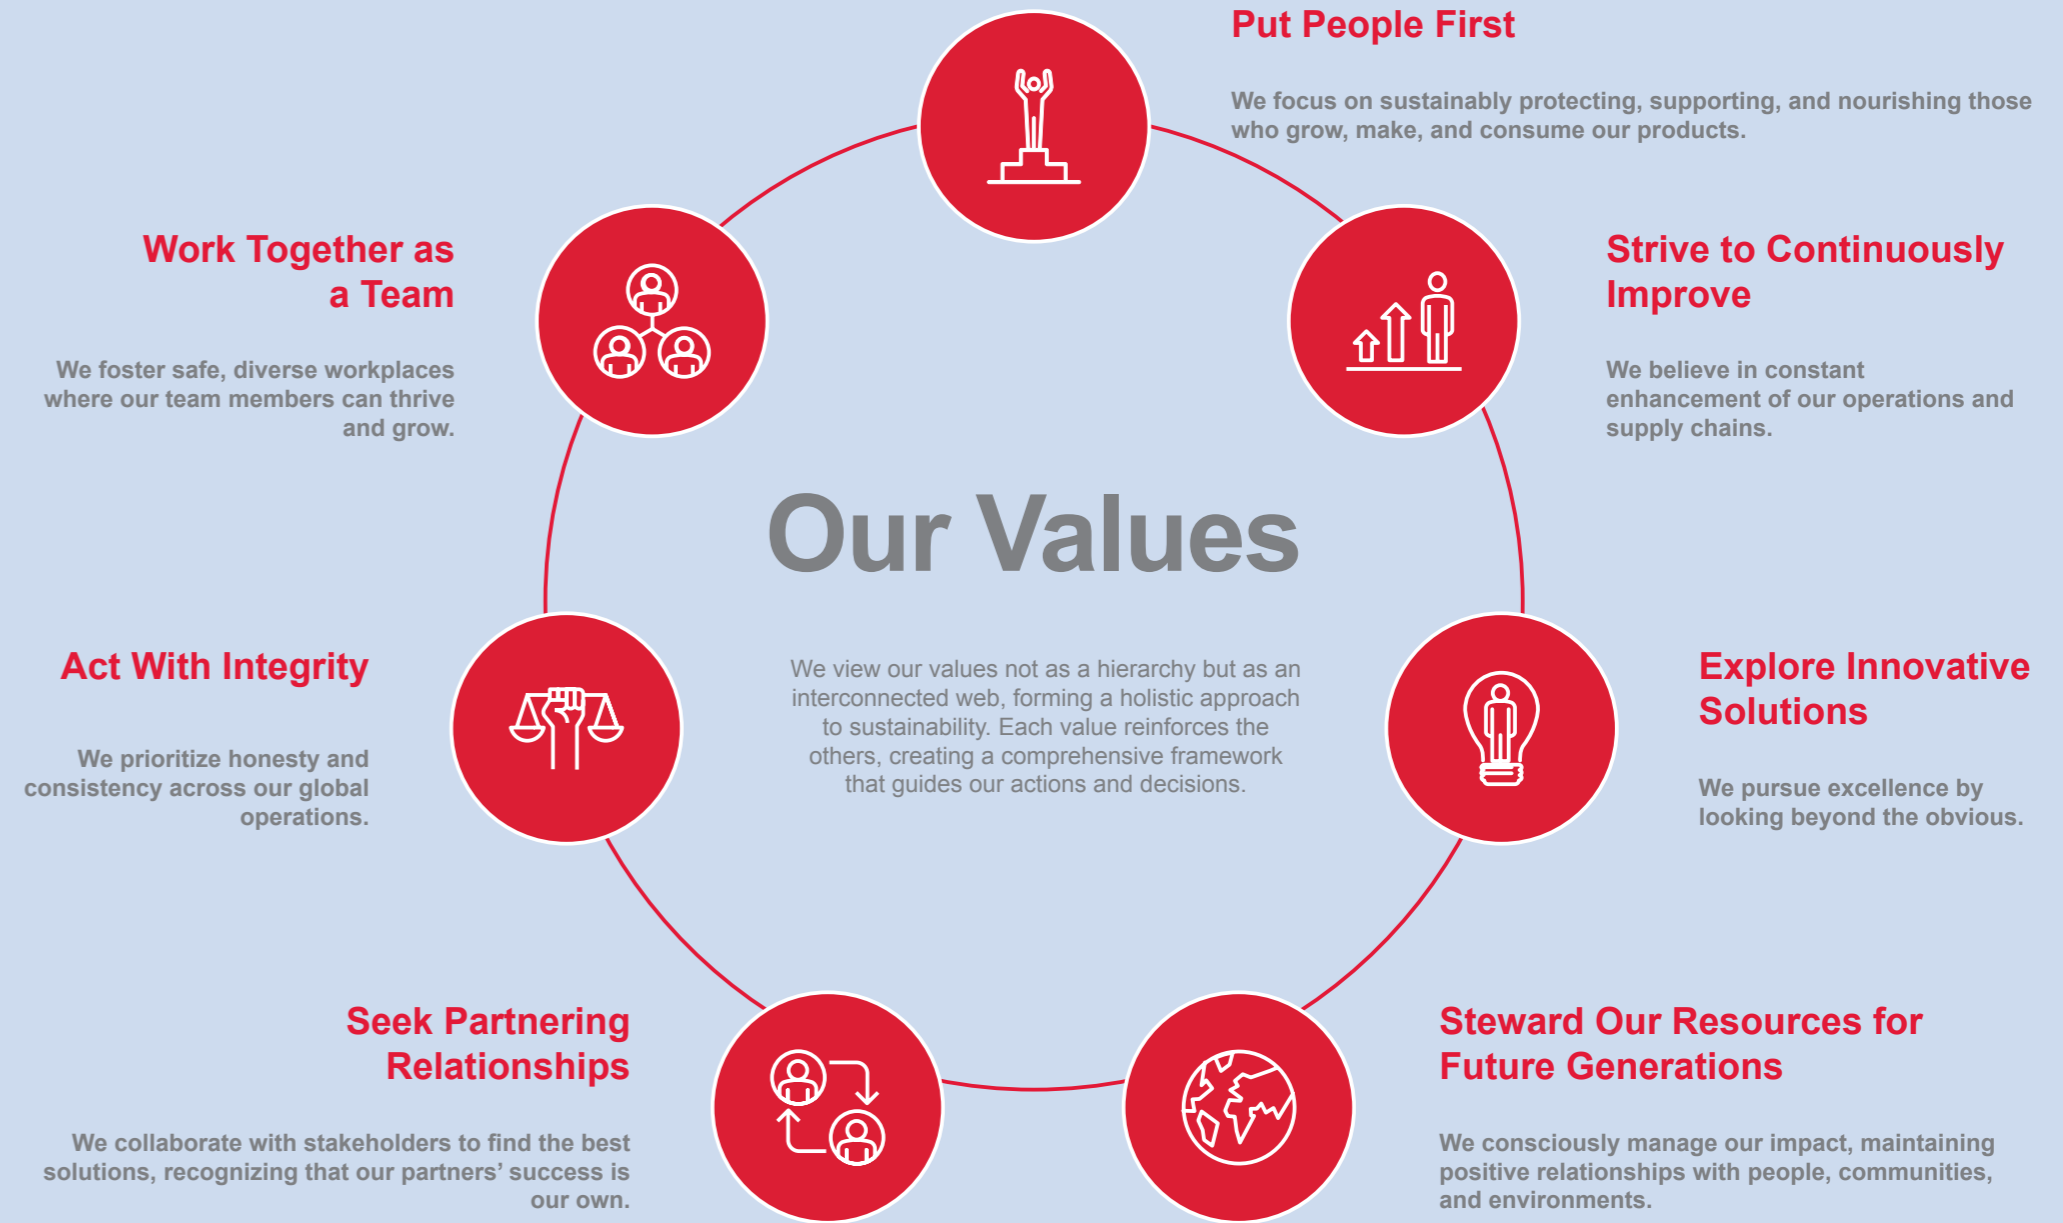 Put People First
We focus on sustainably protecting, supporting, and nourishing those
who grow, make, and consume our products.
Strive to Continuously
Improve
We believe in constant
enhancement of our operations and
supply chains.
Explore Innovative
Solutions
We pursue excellence by
looking beyond the obvious.
Steward Our Resources for
Future Generations
We consciously manage our impact, maintaining
positive relationships with people, communities,
and environments.
Seek Partnering
Relationships
We collaborate with stakeholders to find the best
solutions, recognizing that our partners’ success is
our own.
Act With Integrity
We prioritize honesty and
consistency across our global
operations.
Work Together as
a Team
We foster safe, diverse workplaces
where our team members can thrive
and grow.
Our Values
We view our values not as a hierarchy but as an
interconnected web, forming a holistic approach
to sustainability. Each value reinforces the
others, creating a comprehensive framework
that guides our actions and decisions.